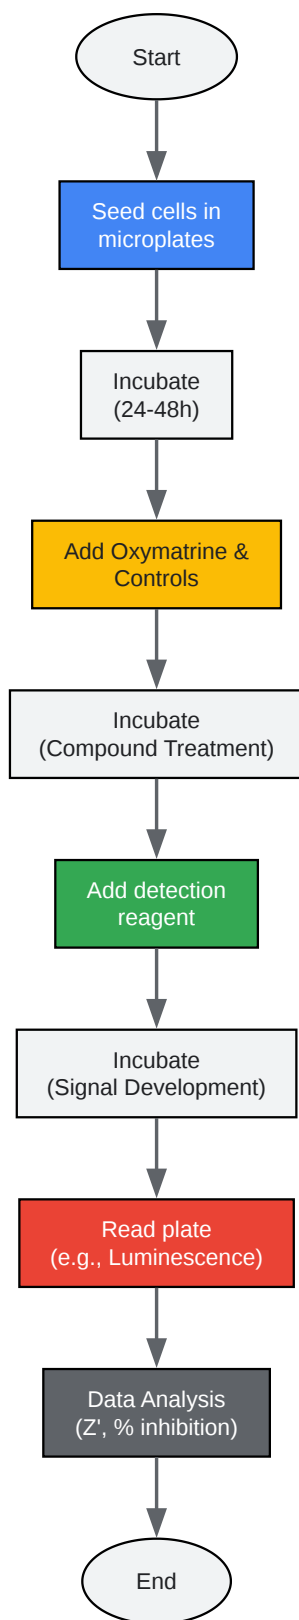 Start
Seed cells in
microplates
Incubate
(24-48h)
Add Oxymatrine &
Controls
Incubate
(Compound Treatment)
Add detection
reagent
Incubate
(Signal Development)
Read plate
(e.g., Luminescence)
Data Analysis
(Z', % inhibition)
End